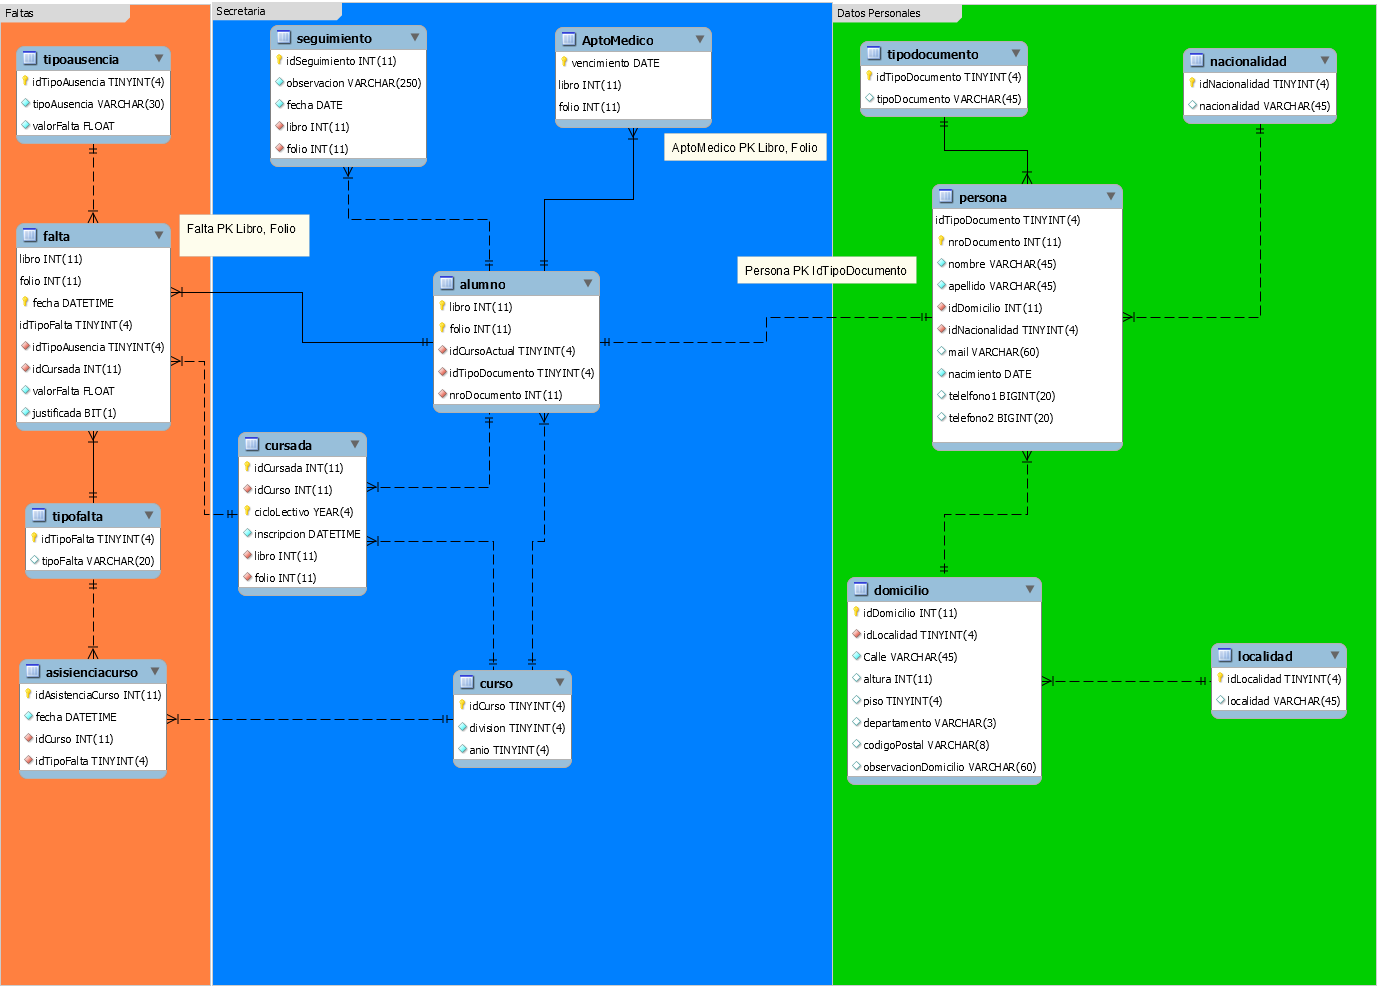 Faltas
tipoausencia
idTipoAusencia TINYINT(4)
tipoAusencia VARCHAR(30)
valorFalta FLOAT
falta
libro INT(11)
folio INT(11)
fecha DATETIME
idTipoFalta TINYINT(4)
idTipoAusencia TINYINT(4)
idCursada INT(11)
valorFalta FLOAT
justificada BIT(1)
tipofalta
idTipoFalta TINYINT(4)
tipoFalta VARCHAR(20)
asisienciacurso
idAsistenciaCurso INT(11)
fecha DATETIME
idCurso INT(11)
idTipoFalta TINYINT(4)
Secretaria
seguimiento
idSeguimiento INT(11)
observacion VARCHAR(250)
fecha DATE
libro INT(11)
folio INT(11)
AptoMedico
vencimiento DATE
libro INT(11)
folio INT(11)
AptoMedico PK Libro, Folio
Falta PK Libro, Folio
alumno
libro INT(11)
folio INT(11)
idCursoActual TINYINT(4)
idTipoDocumento TINYINT(4)
nroDocumento INT(11)
cursada
idCursada INT(11)
idCurso INT(11)
cicloLectivo YEAR(4)
inscripcion DATETIME
libro INT(11)
folio INT(11)
curso
idCurso TINYINT(4)
division TINYINT(4)
anio TINYINT(4)
Datos Personales
tipodocumento
idTipoDocumento TINYINT(4)
tipoDocumento VARCHAR(45)
nacionalidad
idNacionalidad TINYINT(4)
nacionalidad VARCHAR(45)
Persona PK IdTipoDocumento
persona
idTipoDocumento TINYINT(4)
nroDocumento INT(11)
nombre VARCHAR(45)
apellido VARCHAR(45)
idDomicilio INT(11)
idNacionalidad TINYINT(4)
mail VARCHAR(60)
nacimiento DATE
telelfono1 BIGINT(20)
telefono2 BIGINT(20)
domicilio
idDomicilio INT(11)
idLocalidad TINYINT(4)
Calle VARCHAR(45)
altura INT(11)
piso TINYINT(4)
departamento VARCHAR(3)
codigoPostal VARCHAR(8)
observacionDomicilio VARCHAR(60)
localidad
idLocalidad TINYINT(4)
localidad VARCHAR(45)